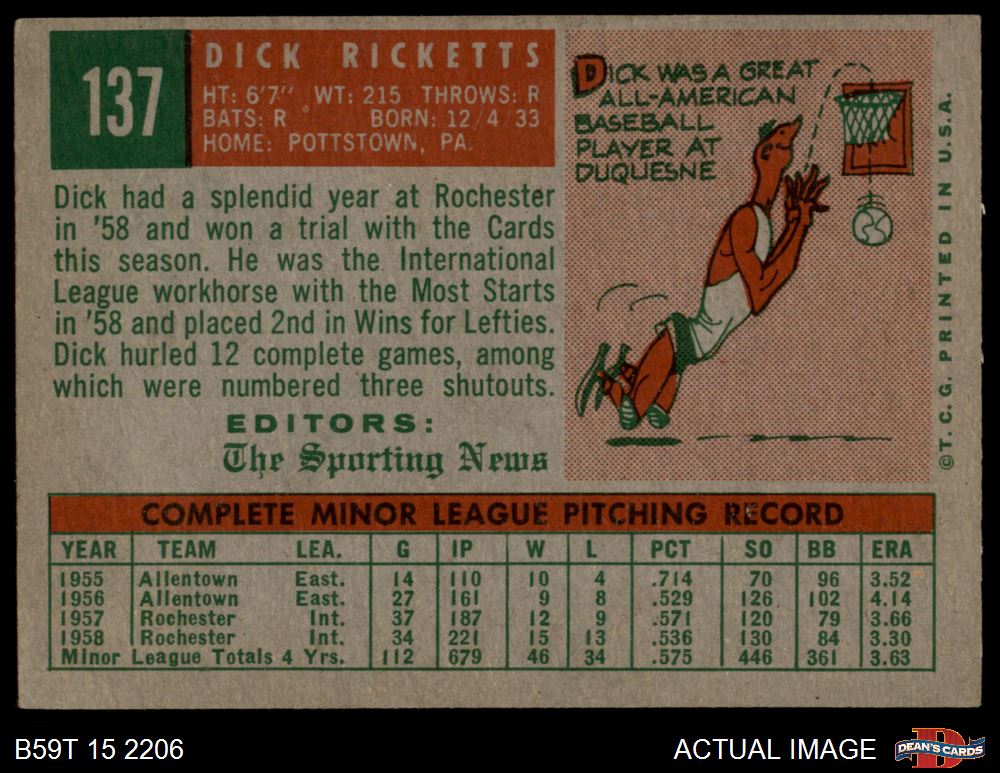 137
DICK RICKETTS
HT: 6'7" WT: 215 THROWS: R
BATS: R BORN: 12/4/33
HOME: POTTSTOWN, PA.
DICK WAS A GREAT
ALL-AMERICAN
BASEBALL
PLAYER AT
DUQUESNE
Dick had a splendid year at Rochester
in '58 and won a trial with the Cards
this season. He was the International
League workhorse with the Most Starts
in '58 and placed 2nd in Wins for Lefties.
Dick hurled 12 complete games, among
which were numbered three shutouts.
EDITORS:
The Sporting News
©T. C. G. PRINTED IN U.S.A.
COMPLETE MINOR LEAGUE PITCHING RECORD
YEAR TEAM LEA. G IP W L PCT SO BB ERA
1955 Allentown East. 14 110 10 4 .714 70 96 3.52
1956 Allentown East. 27 161 9 8 .529 126 102 4.14
1957 Rochester Int. 37 187 12 9 .571 120 79 3.66
1958 Rochester Int. 34 221 15 13 .536 130 84 3.30
Minor League Totals 4 Yrs. 112 679 46 34 .575 446 361 3.63
B59T 15 2206
ACTUAL IMAGE
DEAN'S CARDS